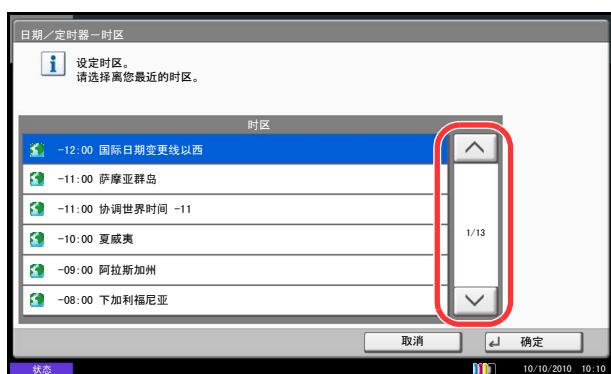 日期／定时器－时区
设定时区。
请选择离您最近的时区。
时区
-12:00 国际日期变更线以西
-11:00 萨摩亚群岛
-11:00 协调世界时间 -11
-10:00 夏威夷
1/13
-09:00 阿拉斯加州
-08:00 下加利福尼亚
取消
确定
状态
10/10/2010 10:10